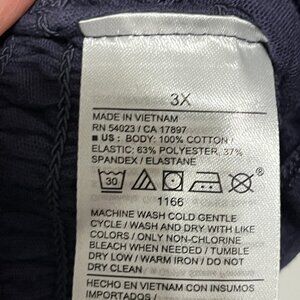 3X
MADE IN VIETNAM
RN 54023 / CA 17897
■ US : BODY: 100% COTTON /
ELASTIC: 63% POLYESTER, 37%
SPANDEX / ELASTANE
30
1166
MACHINE WASH COLD GENTLE
CYCLE / WASH AND DRY WITH LIKE
COLORS / ONLY NON-CHLORINE
BLEACH WHEN NEEDED / TUMBLE
DRY LOW / WARM IRON / DO NOT
DRY CLEAN
HECHO EN VIETNAM CON INSUMOS
IMPORTADOS /